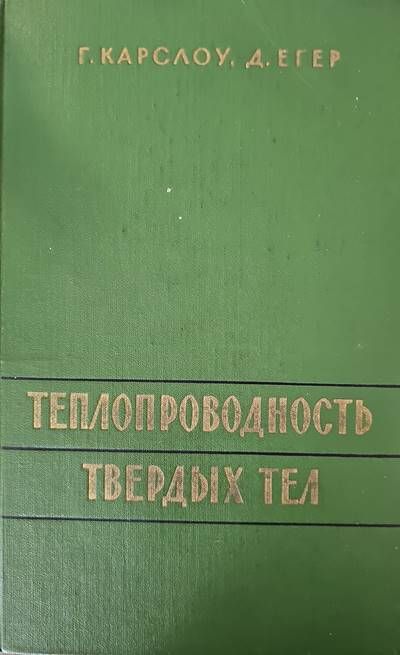 Г. КАРСЛОУ, Д. ЕГЕР
ТЕПЛОПРОВОДНОСТЬ
ТВЕРДЫХ ТЕЛ